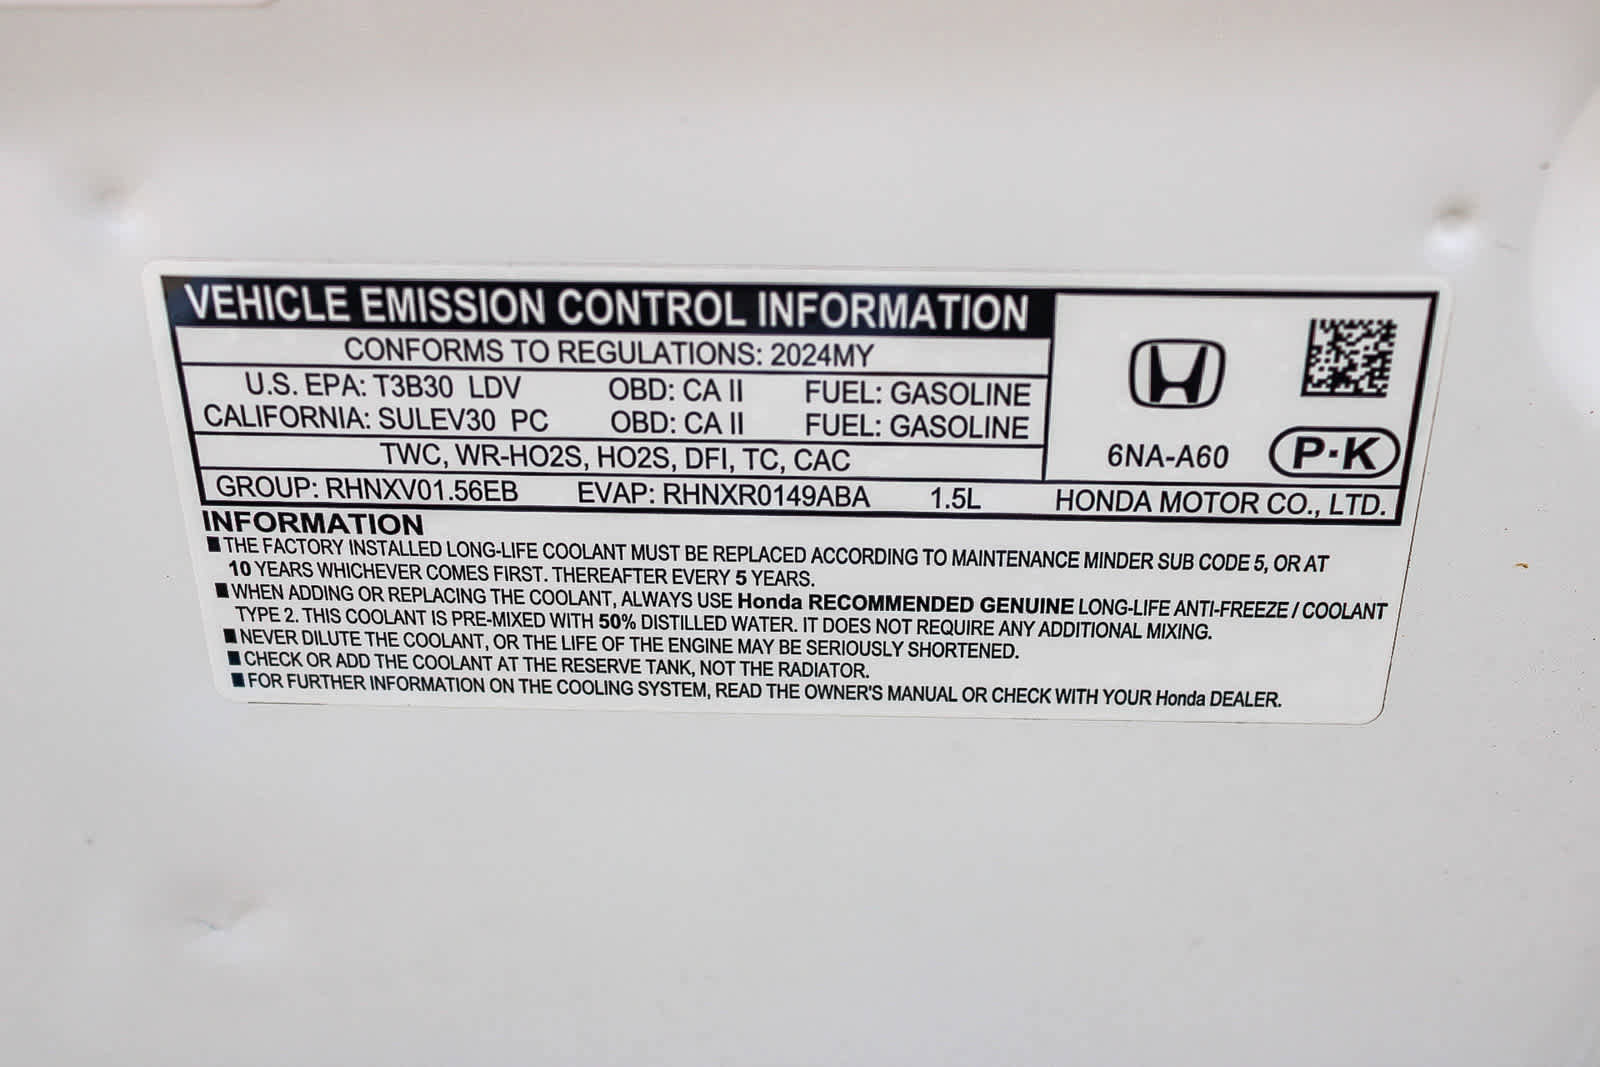 VEHICLE EMISSION CONTROL INFORMATION
CONFORMS TO REGULATIONS: 2024MY
U.S. EPA: T3B30 LDV OBD: CA II FUEL: GASOLINE
CALIFORNIA: SULEV30 PC OBD: CA II FUEL: GASOLINE
TWC, WR-HO2S, HO2S, DFI, TC, CAC
6NA-A60 P·K
GROUP: RHNXV01.56EB EVAP: RHNXR0149ABA 1.5L HONDA MOTOR CO., LTD.
INFORMATION
■ THE FACTORY INSTALLED LONG-LIFE COOLANT MUST BE REPLACED ACCORDING TO MAINTENANCE MINDER SUB CODE 5, OR AT
10 YEARS WHICHEVER COMES FIRST. THEREAFTER EVERY 5 YEARS.
■ WHEN ADDING OR REPLACING THE COOLANT, ALWAYS USE Honda RECOMMENDED GENUINE LONG-LIFE ANTI-FREEZE / COOLANT
TYPE 2. THIS COOLANT IS PRE-MIXED WITH 50% DISTILLED WATER. IT DOES NOT REQUIRE ANY ADDITIONAL MIXING.
■ NEVER DILUTE THE COOLANT, OR THE LIFE OF THE ENGINE MAY BE SERIOUSLY SHORTENED.
■ CHECK OR ADD THE COOLANT AT THE RESERVE TANK, NOT THE RADIATOR.
■ FOR FURTHER INFORMATION ON THE COOLING SYSTEM, READ THE OWNER'S MANUAL OR CHECK WITH YOUR Honda DEALER.